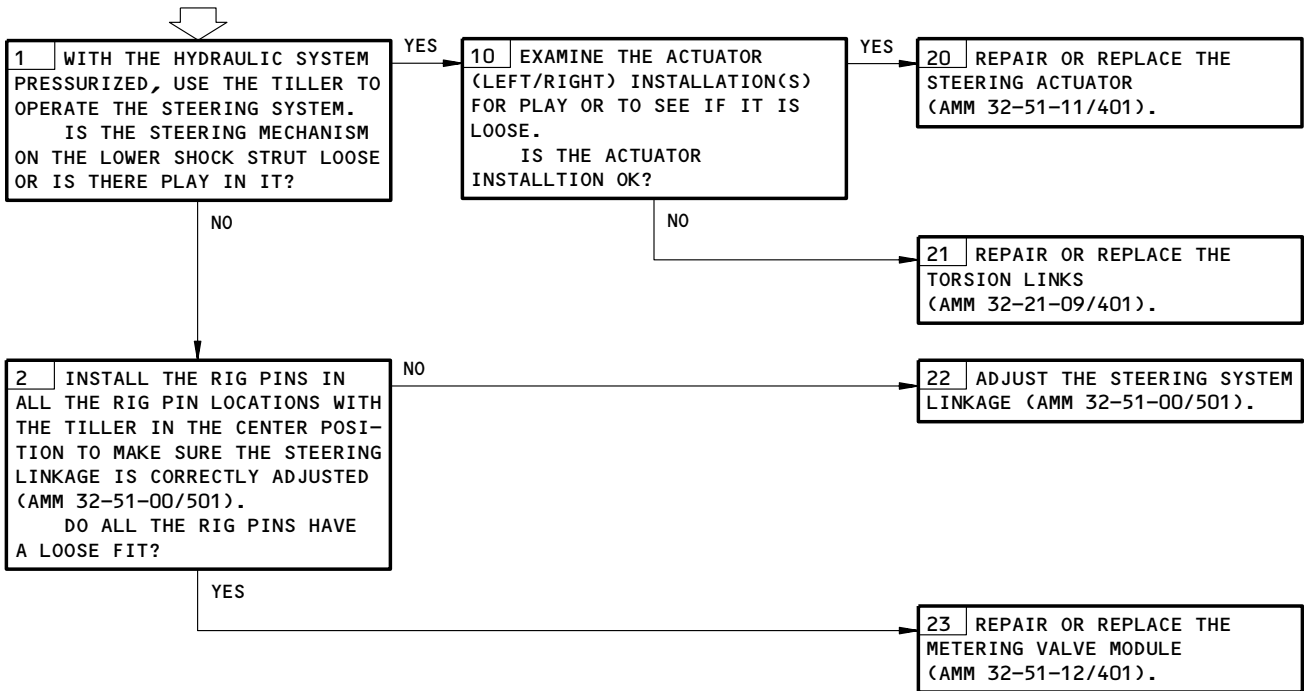 1 WITH THE HYDRAULIC SYSTEM
PRESSURIZED, USE THE TILLER TO
OPERATE THE STEERING SYSTEM.
IS THE STEERING MECHANISM
ON THE LOWER SHOCK STRUT LOOSE
OR IS THERE PLAY IN IT?
YES
NO
10 EXAMINE THE ACTUATOR
(LEFT/RIGHT) INSTALLATION(S)
FOR PLAY OR TO SEE IF IT IS
LOOSE.
IS THE ACTUATOR
INSTALLTION OK?
YES
NO
20 REPAIR OR REPLACE THE
STEERING ACTUATOR
(AMM 32-51-11/401).
21 REPAIR OR REPLACE THE
TORSION LINKS
(AMM 32-21-09/401).
2 INSTALL THE RIG PINS IN
ALL THE RIG PIN LOCATIONS WITH
THE TILLER IN THE CENTER POSI-
TION TO MAKE SURE THE STEERING
LINKAGE IS CORRECTLY ADJUSTED
(AMM 32-51-00/501).
DO ALL THE RIG PINS HAVE
A LOOSE FIT?
NO
YES
22 ADJUST THE STEERING SYSTEM
LINKAGE (AMM 32-51-00/501).
23 REPAIR OR REPLACE THE
METERING VALVE MODULE
(AMM 32-51-12/401).